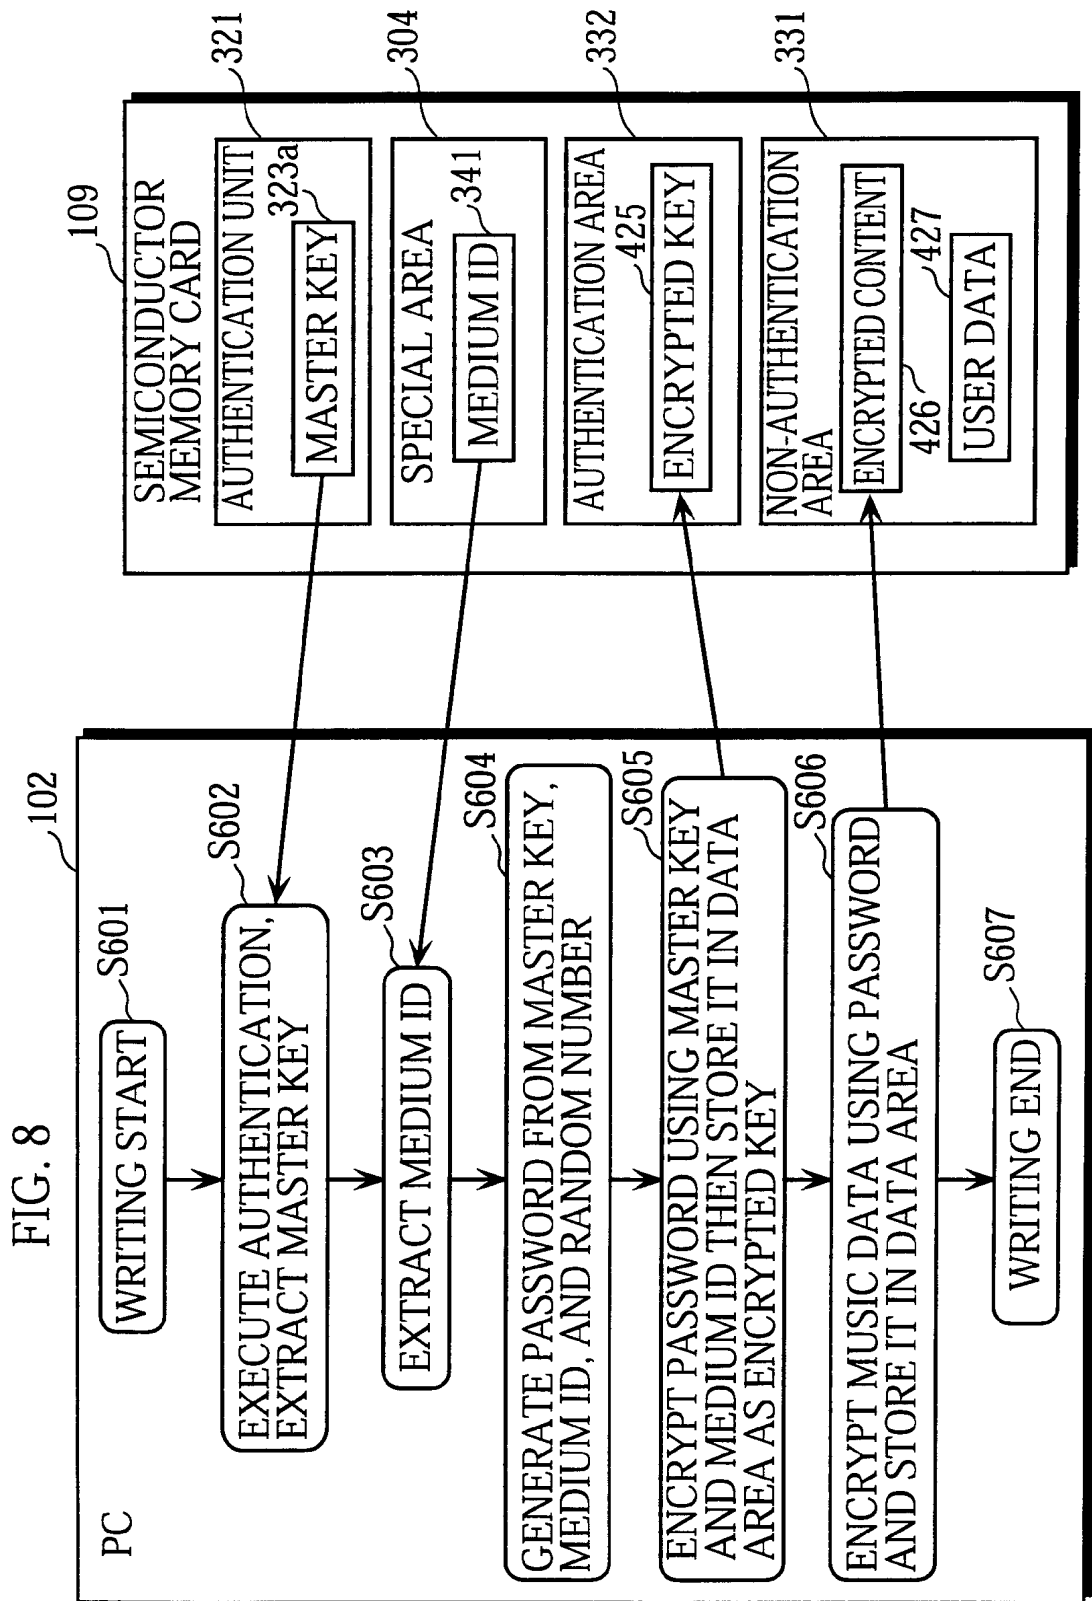 FIG. 8
PC
102
WRITING START
S601
EXECUTE AUTHENTICATION,
EXTRACT MASTER KEY
S602
EXTRACT MEDIUM ID
S603
GENERATE PASSWORD FROM MASTER KEY,
MEDIUM ID, AND RANDOM NUMBER
S604
ENCRYPT PASSWORD USING MASTER KEY
AND MEDIUM ID THEN STORE IT IN DATA
AREA AS ENCRYPTED KEY
S605
ENCRYPT MUSIC DATA USING PASSWORD
AND STORE IT IN DATA AREA
S606
WRITING END
S607
109
SEMICONDUCTOR
MEMORY CARD
AUTHENTICATION UNIT
321
323a
MASTER KEY
SPECIAL AREA
304
341
MEDIUM ID
AUTHENTICATION AREA
332
425
ENCRYPTED KEY
NON-AUTHENTICATION
AREA
331
ENCRYPTED CONTENT
426
427
USER DATA